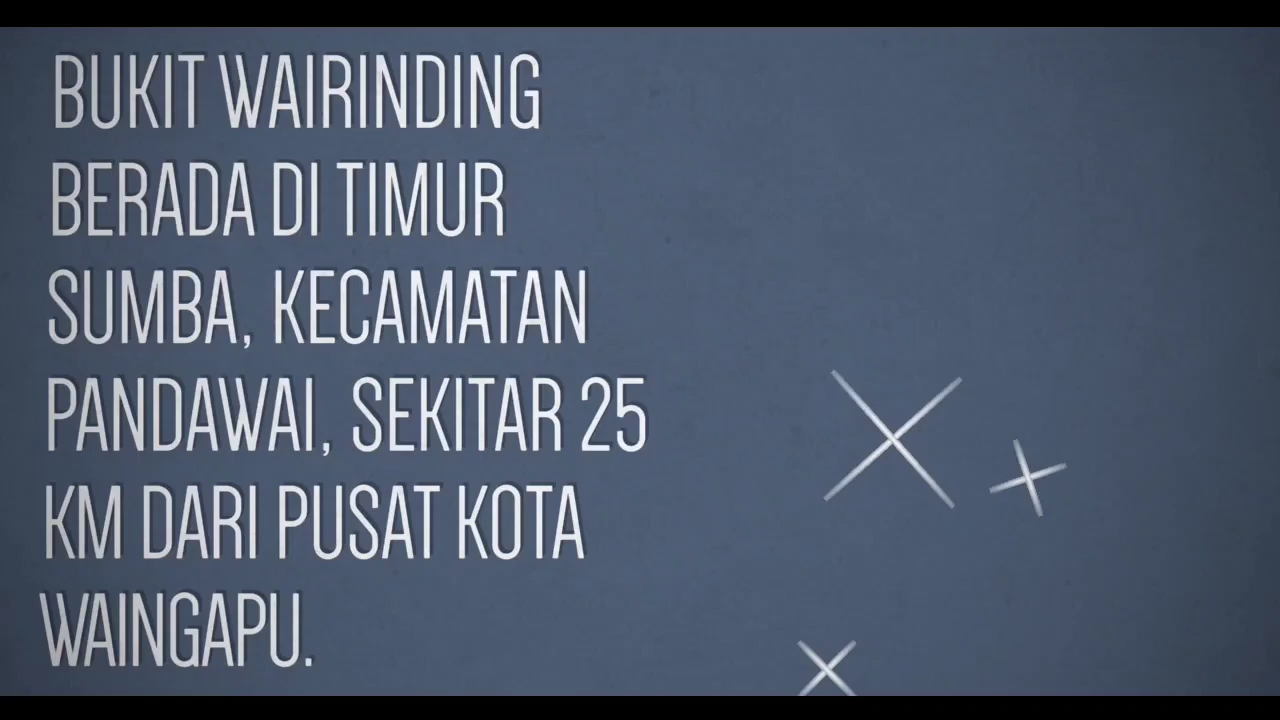 BUKIT WAIRINDING
BERADA DI TIMUR
SUMBA, KECAMATAN
PANDAWAI, SEKITAR 25
KM DARI PUSAT KOTA
WAINGAPU.